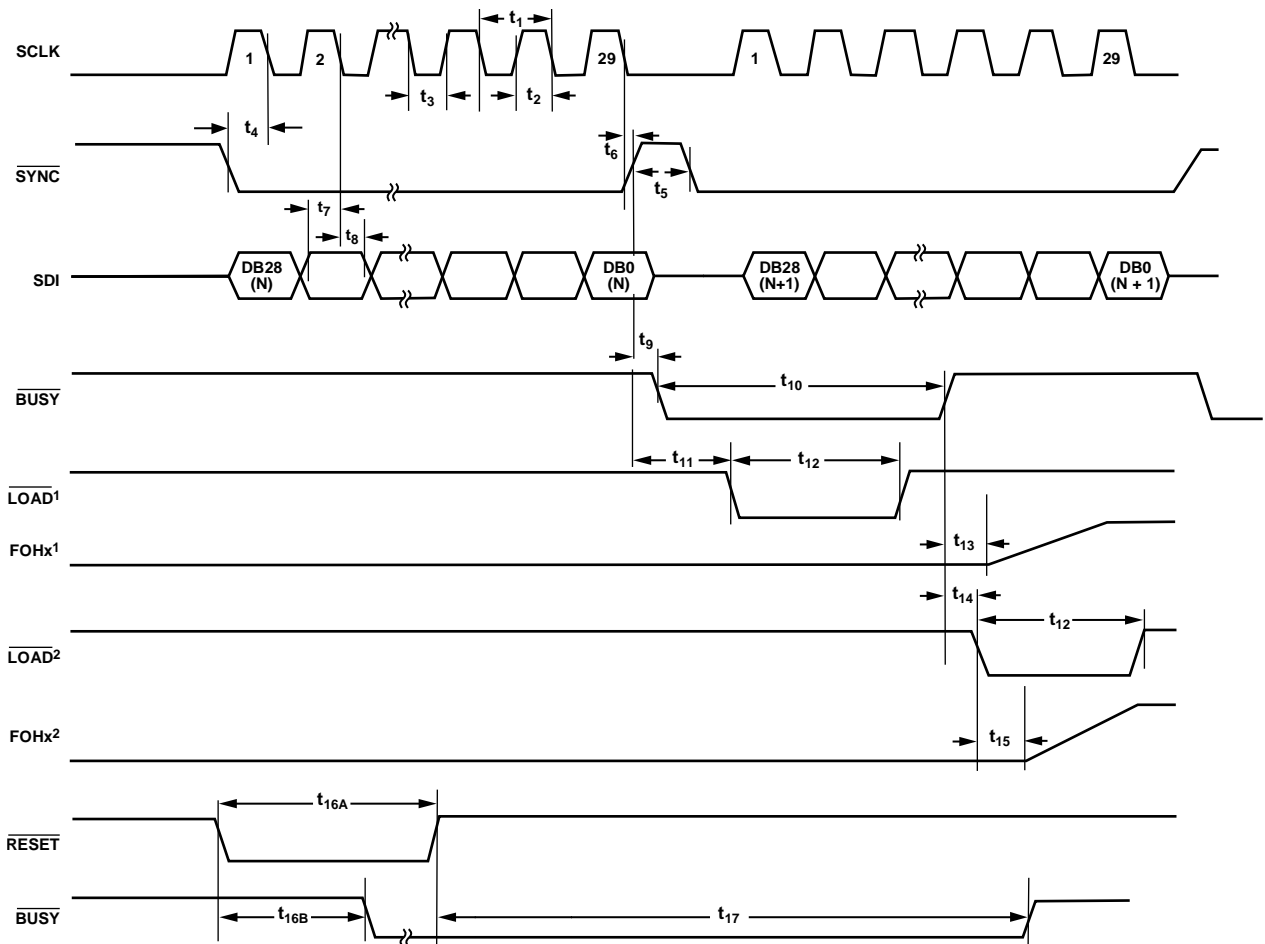 t1
SCLK
1
2
29
1
29
t3
t2
t4
SYNC
t6
t5
t7
t8
SDI
DB28
(N)
DB0
(N)
DB28
(N+1)
DB0
(N + 1)
t9
BUSY
t10
t11
t12
LOAD1
FOHx1
t13
t14
t12
LOAD2
FOHx2
t15
t16A
RESET
BUSY
t16B
t17